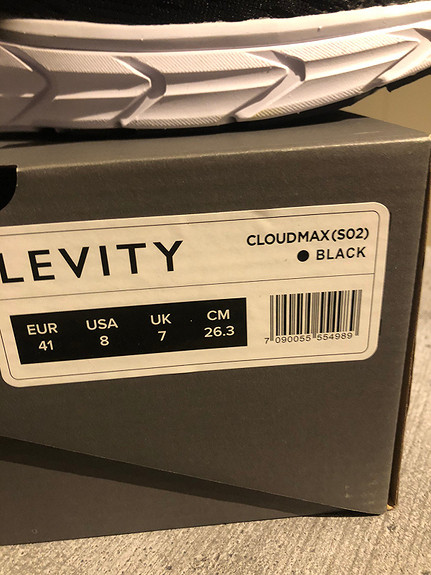 LEVITY
CLOUDMAX(S02)
BLACK
EUR USA UK CM
41 8 7 26.3
7 090055 554989